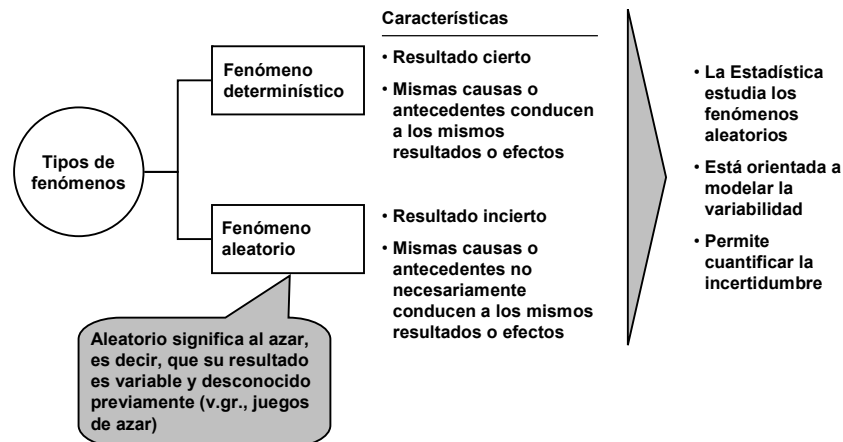 Características
Tipos de
fenómenos
Fenómeno
determinístico
• Resultado cierto
• Mismas causas o
antecedentes conducen
a los mismos
resultados o efectos
Fenómeno
aleatorio
• Resultado incierto
• Mismas causas o
antecedentes no
necesariamente
conducen a los mismos
resultados o efectos
Aleatorio significa al azar,
es decir, que su resultado
es variable y desconocido
previamente (v.gr., juegos
de azar)
• La Estadística
estudia los
fenómenos
aleatorios
• Está orientada a
modelar la
variabilidad
• Permite
cuantificar la
incertidumbre